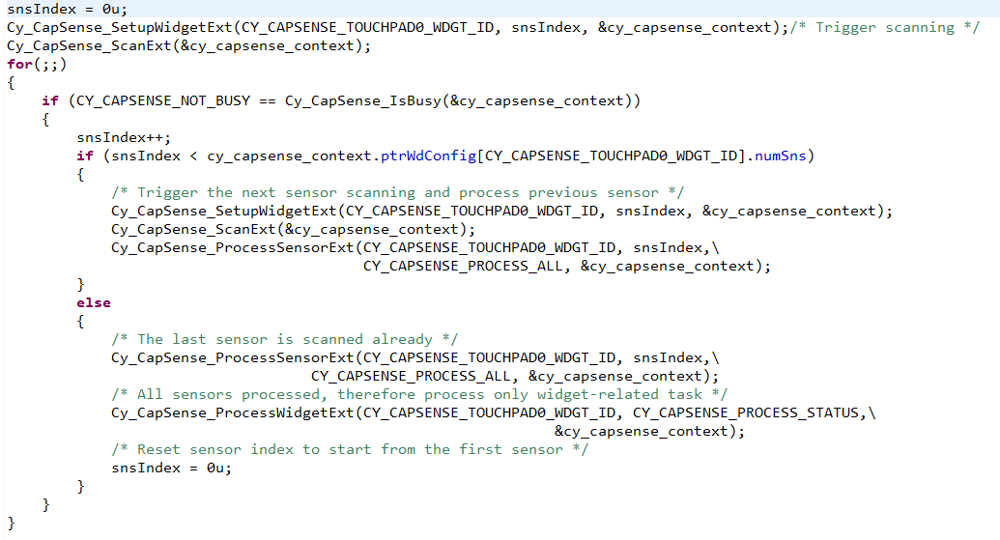 snsIndex = 0u;
Cy_CapSense_SetupWidgetExt(CY_CAPSENSE_TOUCHPAD0_WDGT_ID, snsIndex, &cy_capsense_context);/* Trigger scanning */
Cy_CapSense_ScanExt(&cy_capsense_context);
for(;;)
{
    if (CY_CAPSENSE_NOT_BUSY == Cy_CapSense_IsBusy(&cy_capsense_context))
    {
        snsIndex++;
        if (snsIndex < cy_capsense_context.ptrWdConfig[CY_CAPSENSE_TOUCHPAD0_WDGT_ID].numSns)
        {
            /* Trigger the next sensor scanning and process previous sensor */
            Cy_CapSense_SetupWidgetExt(CY_CAPSENSE_TOUCHPAD0_WDGT_ID, snsIndex, &cy_capsense_context);
            Cy_CapSense_ScanExt(&cy_capsense_context);
            Cy_CapSense_ProcessSensorExt(CY_CAPSENSE_TOUCHPAD0_WDGT_ID, snsIndex,\
                                         CY_CAPSENSE_PROCESS_ALL, &cy_capsense_context);
        }
        else
        {
            /* The last sensor is scanned already */
            Cy_CapSense_ProcessSensorExt(CY_CAPSENSE_TOUCHPAD0_WDGT_ID, snsIndex,\
                                   CY_CAPSENSE_PROCESS_ALL, &cy_capsense_context);
            /* All sensors processed, therefore process only widget-related task */
            Cy_CapSense_ProcessWidgetExt(CY_CAPSENSE_TOUCHPAD0_WDGT_ID, CY_CAPSENSE_PROCESS_STATUS,\
                                                               &cy_capsense_context);
            /* Reset sensor index to start from the first sensor */
            snsIndex = 0u;
        }
    }
}